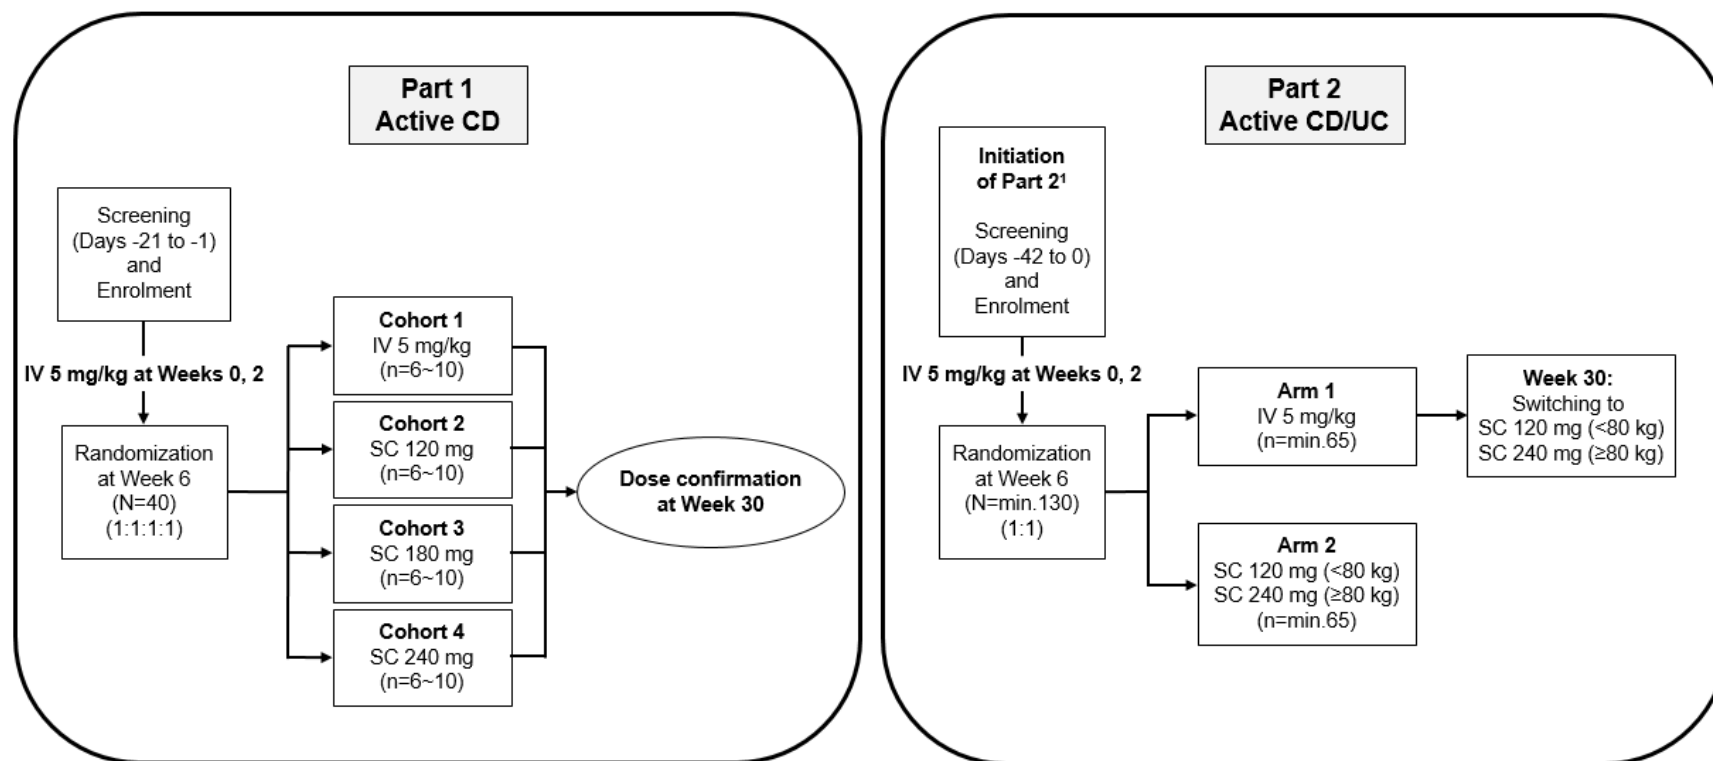 Part 1
Active CD
Screening
(Days -21 to -1)
and
Enrolment
IV 5 mg/kg at Weeks 0, 2
Randomization
at Week 6
(N=40)
(1:1:1:1)
Cohort 1
IV 5 mg/kg
(n=6~10)
Cohort 2
SC 120 mg
(n=6~10)
Cohort 3
SC 180 mg
(n=6~10)
Cohort 4
SC 240 mg
(n=6~10)
Dose confirmation
at Week 30
Part 2
Active CD/UC
Initiation
of Part 2¹
Screening
(Days -42 to 0)
and
Enrolment
IV 5 mg/kg at Weeks 0, 2
Randomization
at Week 6
(N=min.130)
(1:1)
Arm 1
IV 5 mg/kg
(n=min.65)
Week 30:
Switching to
SC 120 mg (<80 kg)
SC 240 mg (≥80 kg)
Arm 2
SC 120 mg (<80 kg)
SC 240 mg (≥80 kg)
(n=min.65)